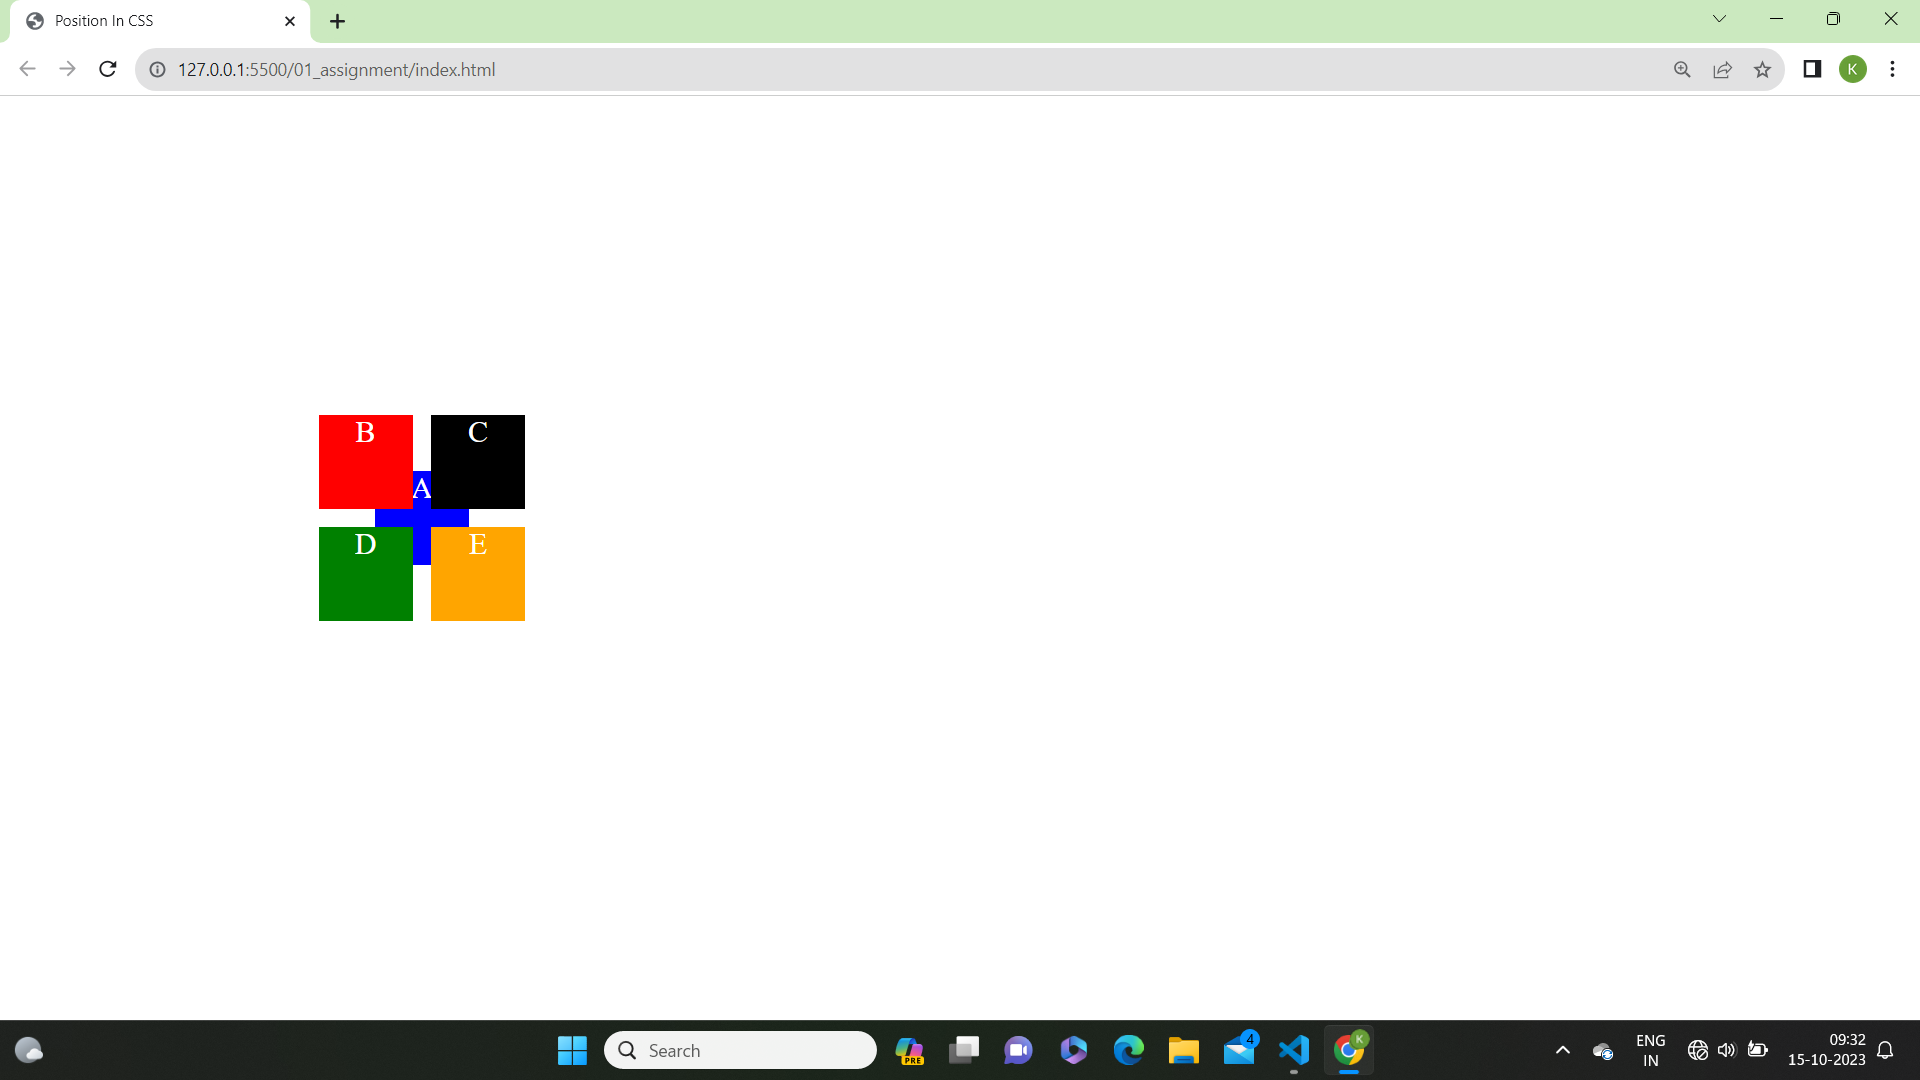 Position In CSS
127.0.0.1:5500/01_assignment/index.html
K
B
C
A
D
E
Search
PRE
4
K
ENG
IN
09:32
15-10-2023